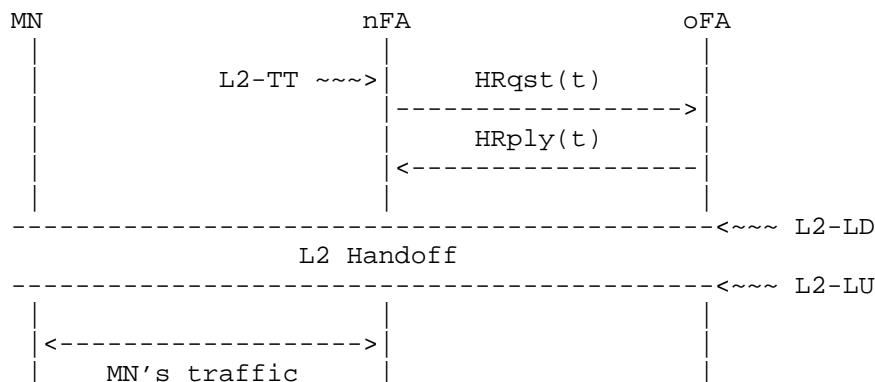 MN nFA oFA
L2-TT ~~~> HRqst(t)
HRply(t)
<~~~ L2-LD
L2 Handoff
<~~~ L2-LU
MN's traffic